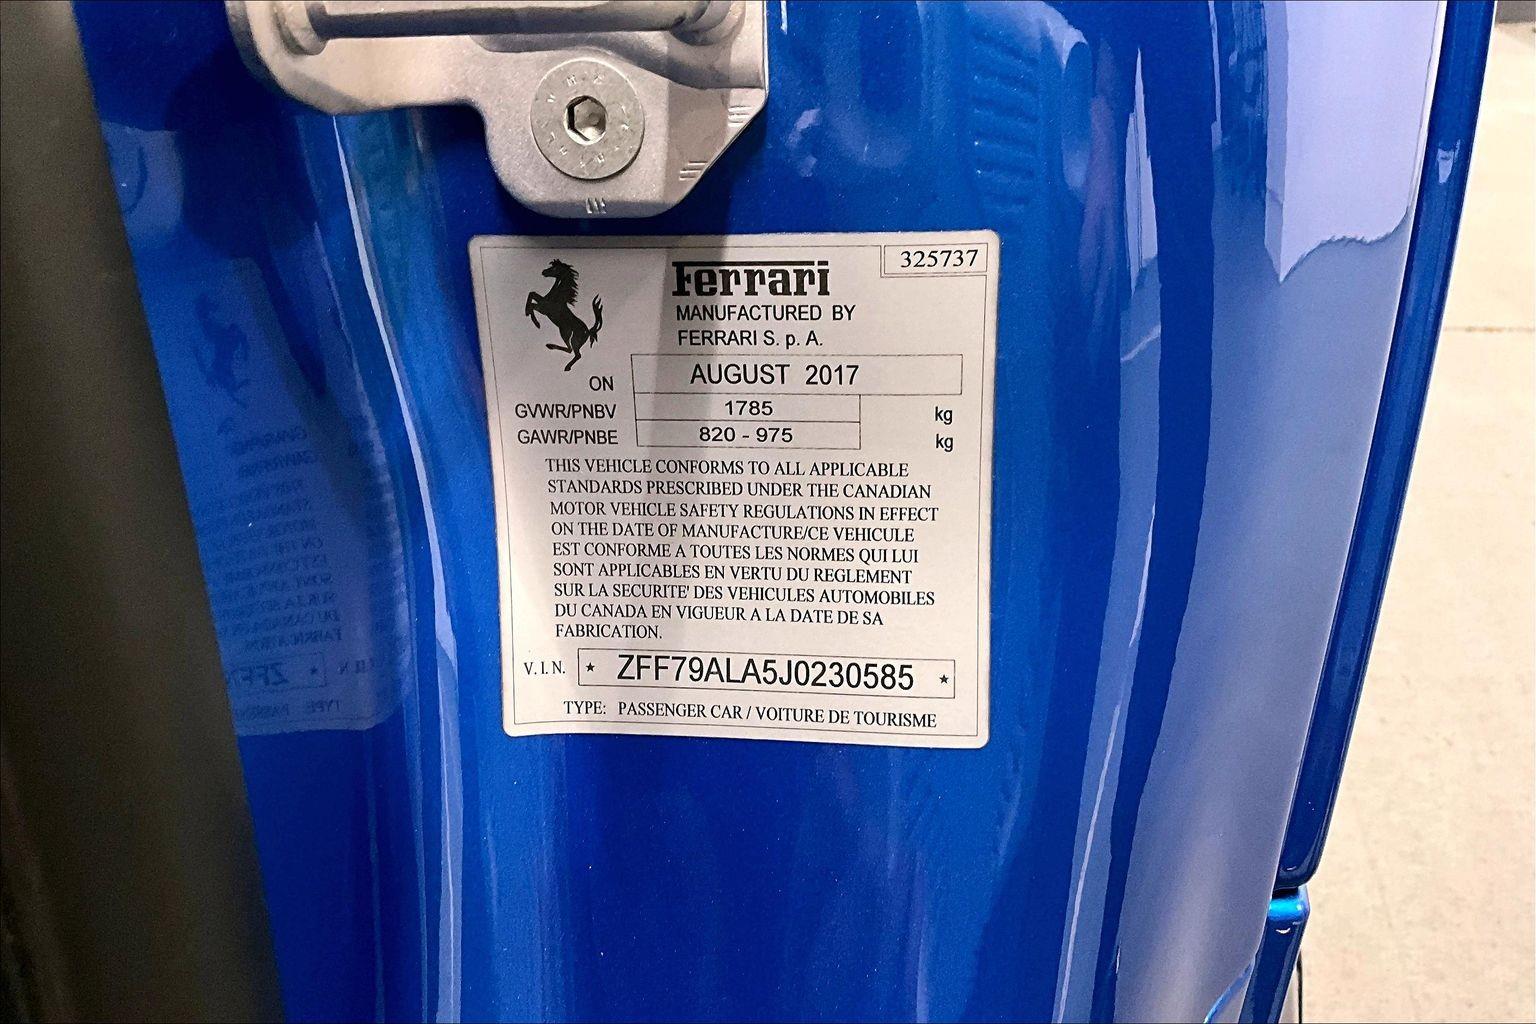 325737
Ferrari
MANUFACTURED BY
FERRARI S. p. A.
ON AUGUST 2017
GVWR/PNBV 1785 kg
GAWR/PNBE 820 - 975 kg
THIS VEHICLE CONFORMS TO ALL APPLICABLE
STANDARDS PRESCRIBED UNDER THE CANADIAN
MOTOR VEHICLE SAFETY REGULATIONS IN EFFECT
ON THE DATE OF MANUFACTURE/CE VEHICULE
EST CONFORME A TOUTES LES NORMES QUI LUI
SONT APPLICABLES EN VERTU DU REGLEMENT
SUR LA SECURITE' DES VEHICULES AUTOMOBILES
DU CANADA EN VIGUEUR A LA DATE DE SA
FABRICATION.
V. I. N. ★ ZFF79ALA5J0230585 ★
TYPE: PASSENGER CAR / VOITURE DE TOURISME